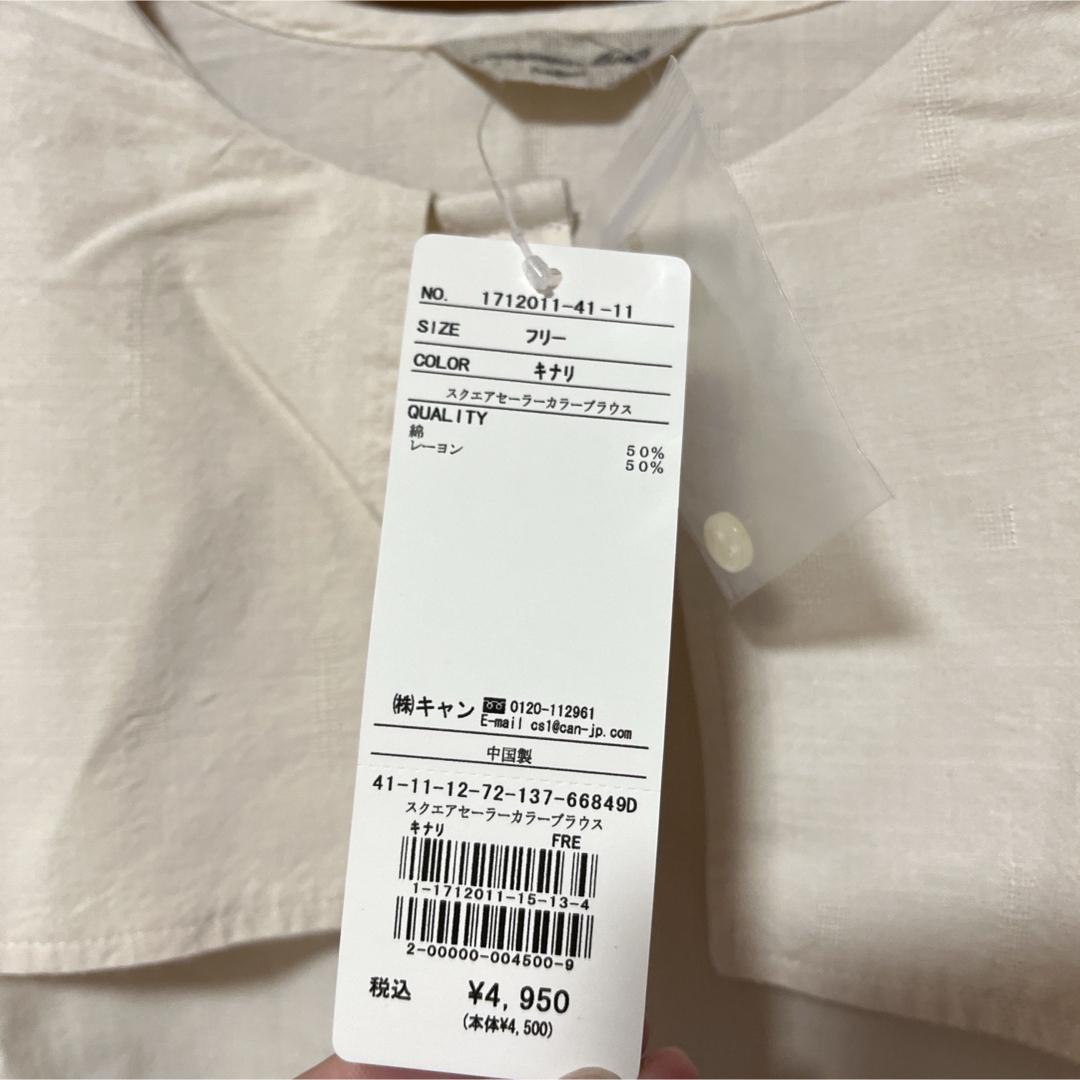 NO. 1712011-41-11
SIZE フリー
COLOR キナリ
スクエアセーラーカラーブラウス
QUALITY
綿 50%
レーヨン 50%
㈱キャン 0120-112961
E-mail cs1@can-jp.com
中国製
41-11-12-72-137-66849D
スクエアセーラーカラーブラウス
キナリ FRE
1-1712011-15-13-4
2-00000-004500-9
税込 ¥4,950
(本体¥4,500)